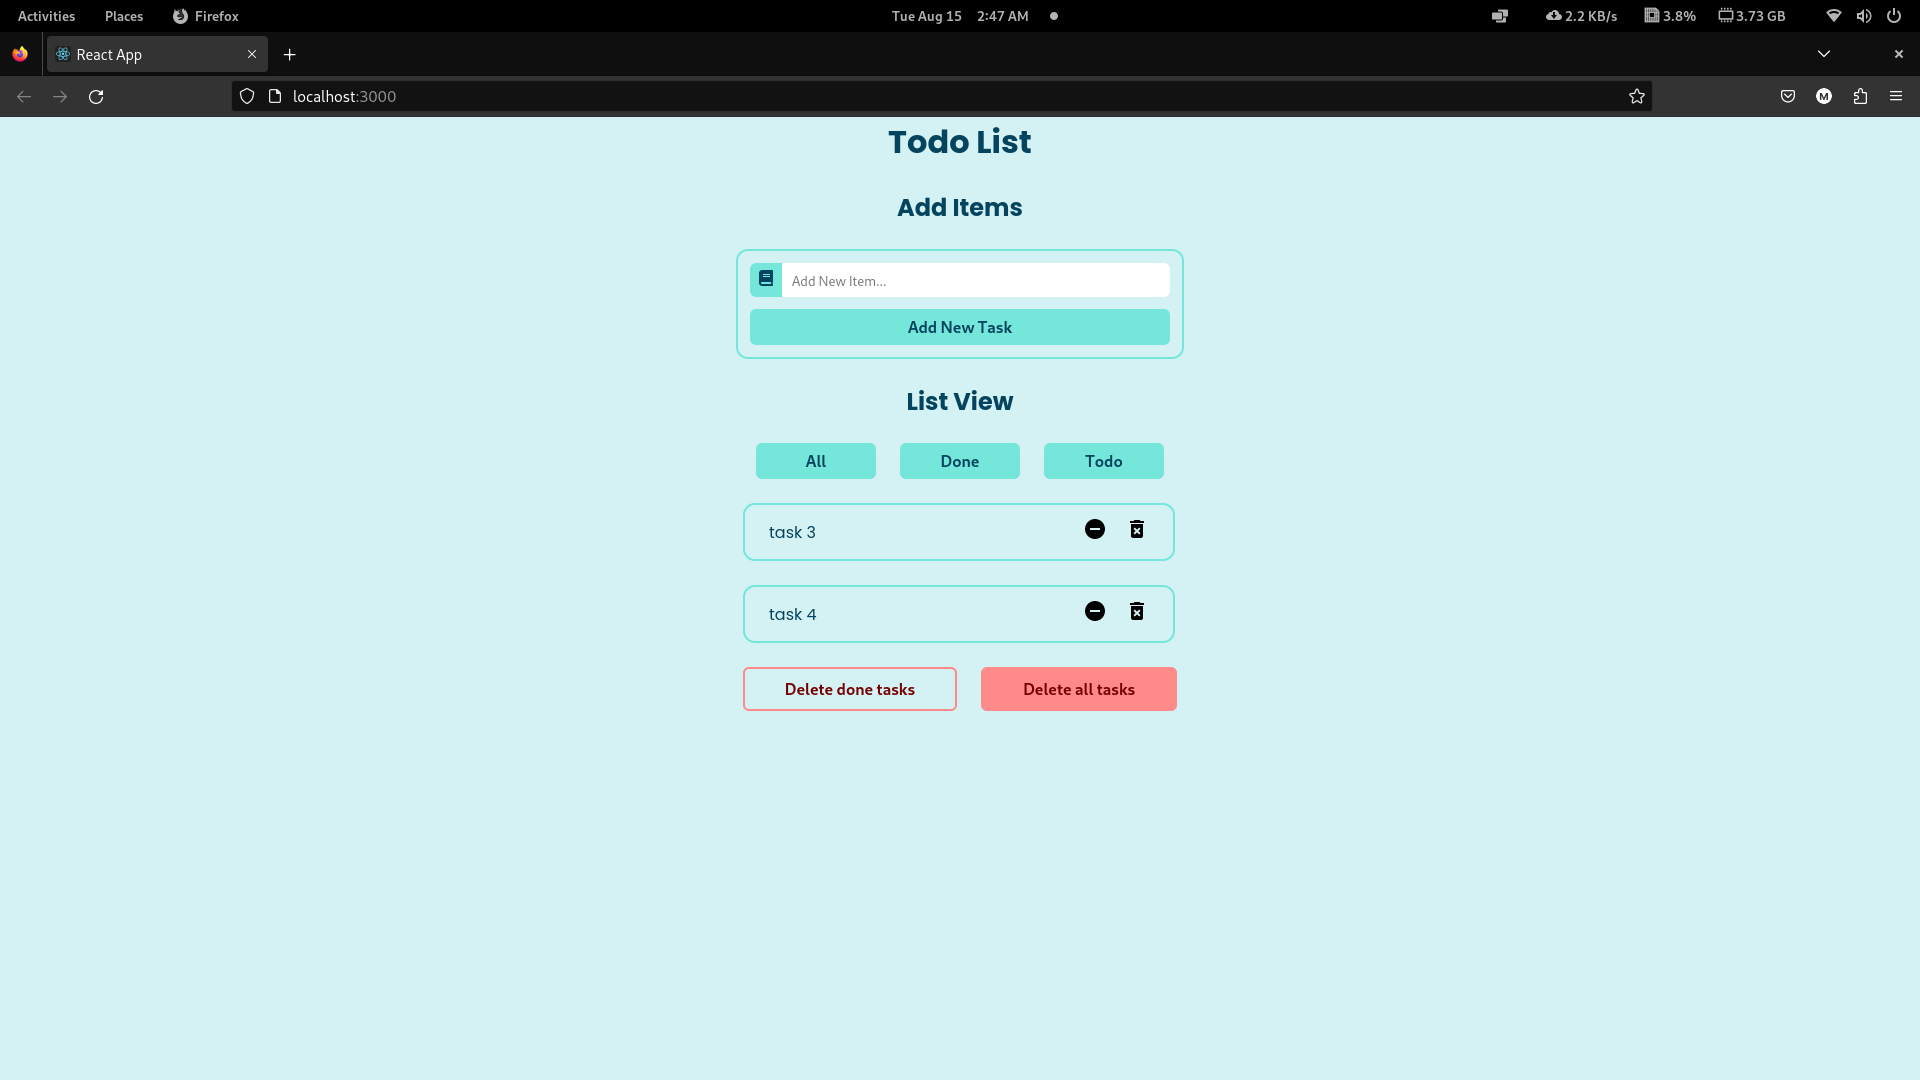 Activities Places Firefox Tue Aug 15 2:47 AM 2.2 KB/s 3.8% 3.73 GB
React App
localhost:3000 M
Todo List
Add Items
Add New Item...
Add New Task
List View
All Done Todo
task 3
task 4
Delete done tasks Delete all tasks